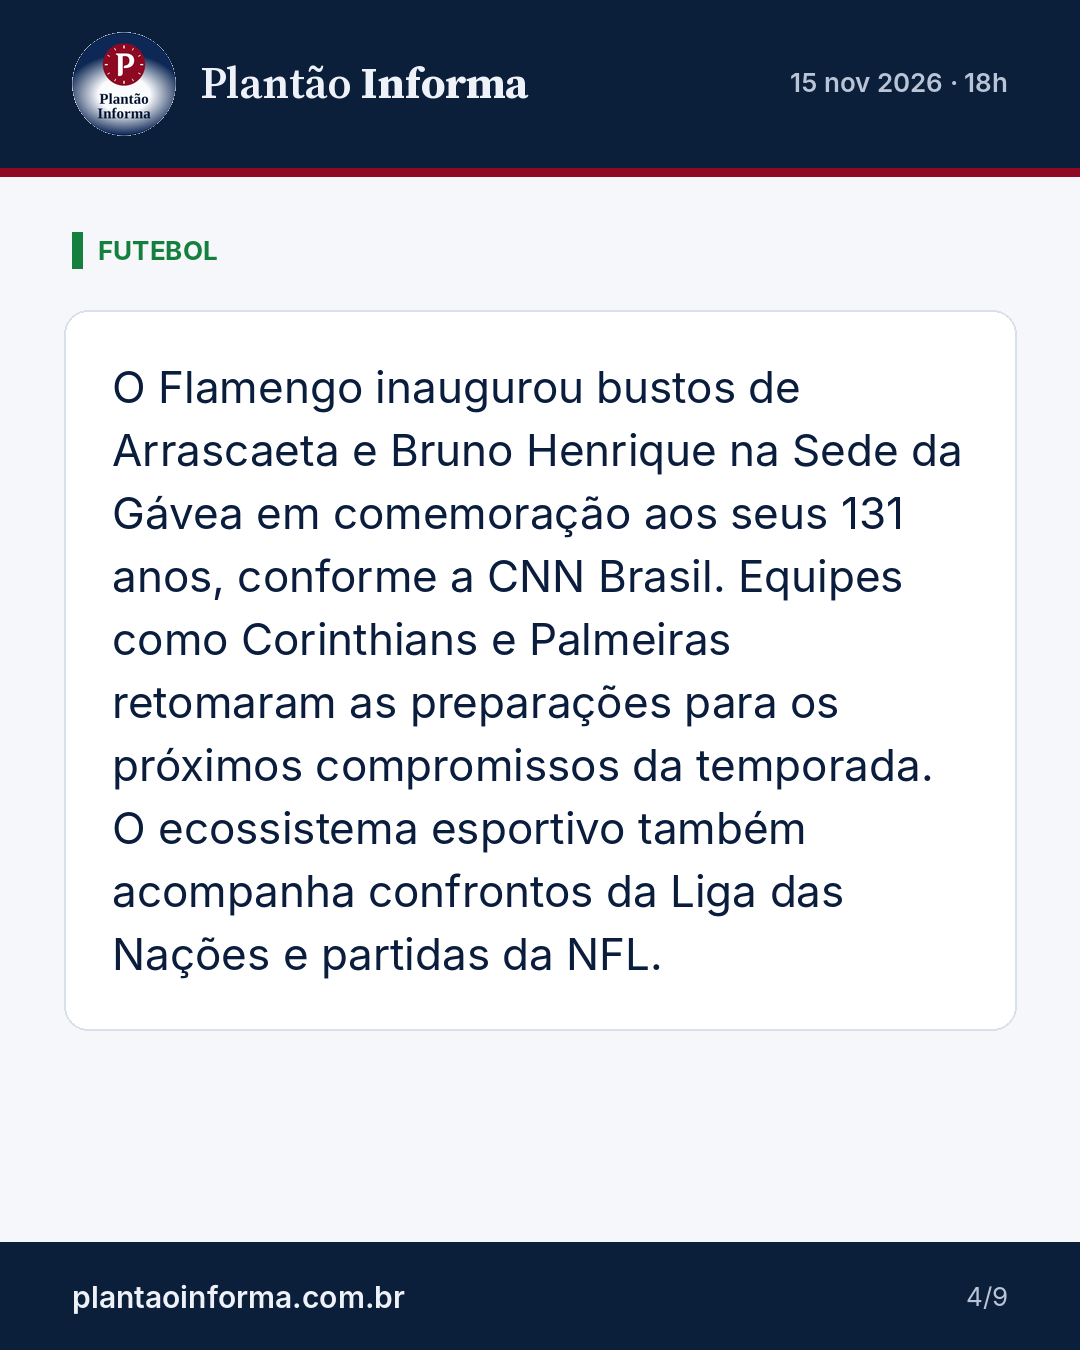 P
Plantão
Informa
Plantão Informa
15 nov 2026 · 18h
FUTEBOL
O Flamengo inaugurou bustos de
Arrascaeta e Bruno Henrique na Sede da
Gávea em comemoração aos seus 131
anos, conforme a CNN Brasil. Equipes
como Corinthians e Palmeiras
retomaram as preparações para os
próximos compromissos da temporada.
O ecossistema esportivo também
acompanha confrontos da Liga das
Nações e partidas da NFL.
plantaoinforma.com.br
4/9